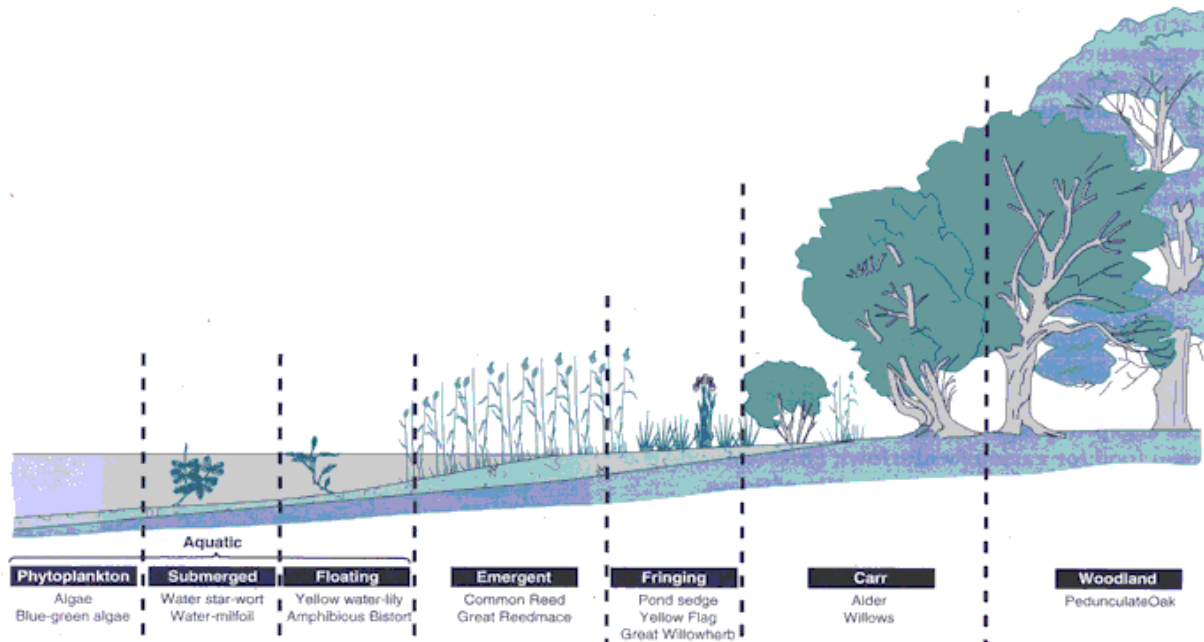 Aquatic
Phytoplankton
Algae
Blue-green algae
Submerged
Water star-wort
Water-milfoil
Floating
Yellow water-lily
Amphibious Bistort
Emergent
Common Reed
Great Reedmace
Fringing
Pond sedge
Yellow Flag
Great Willowherb
Carr
Alder
Willows
Woodland
PedunculateOak